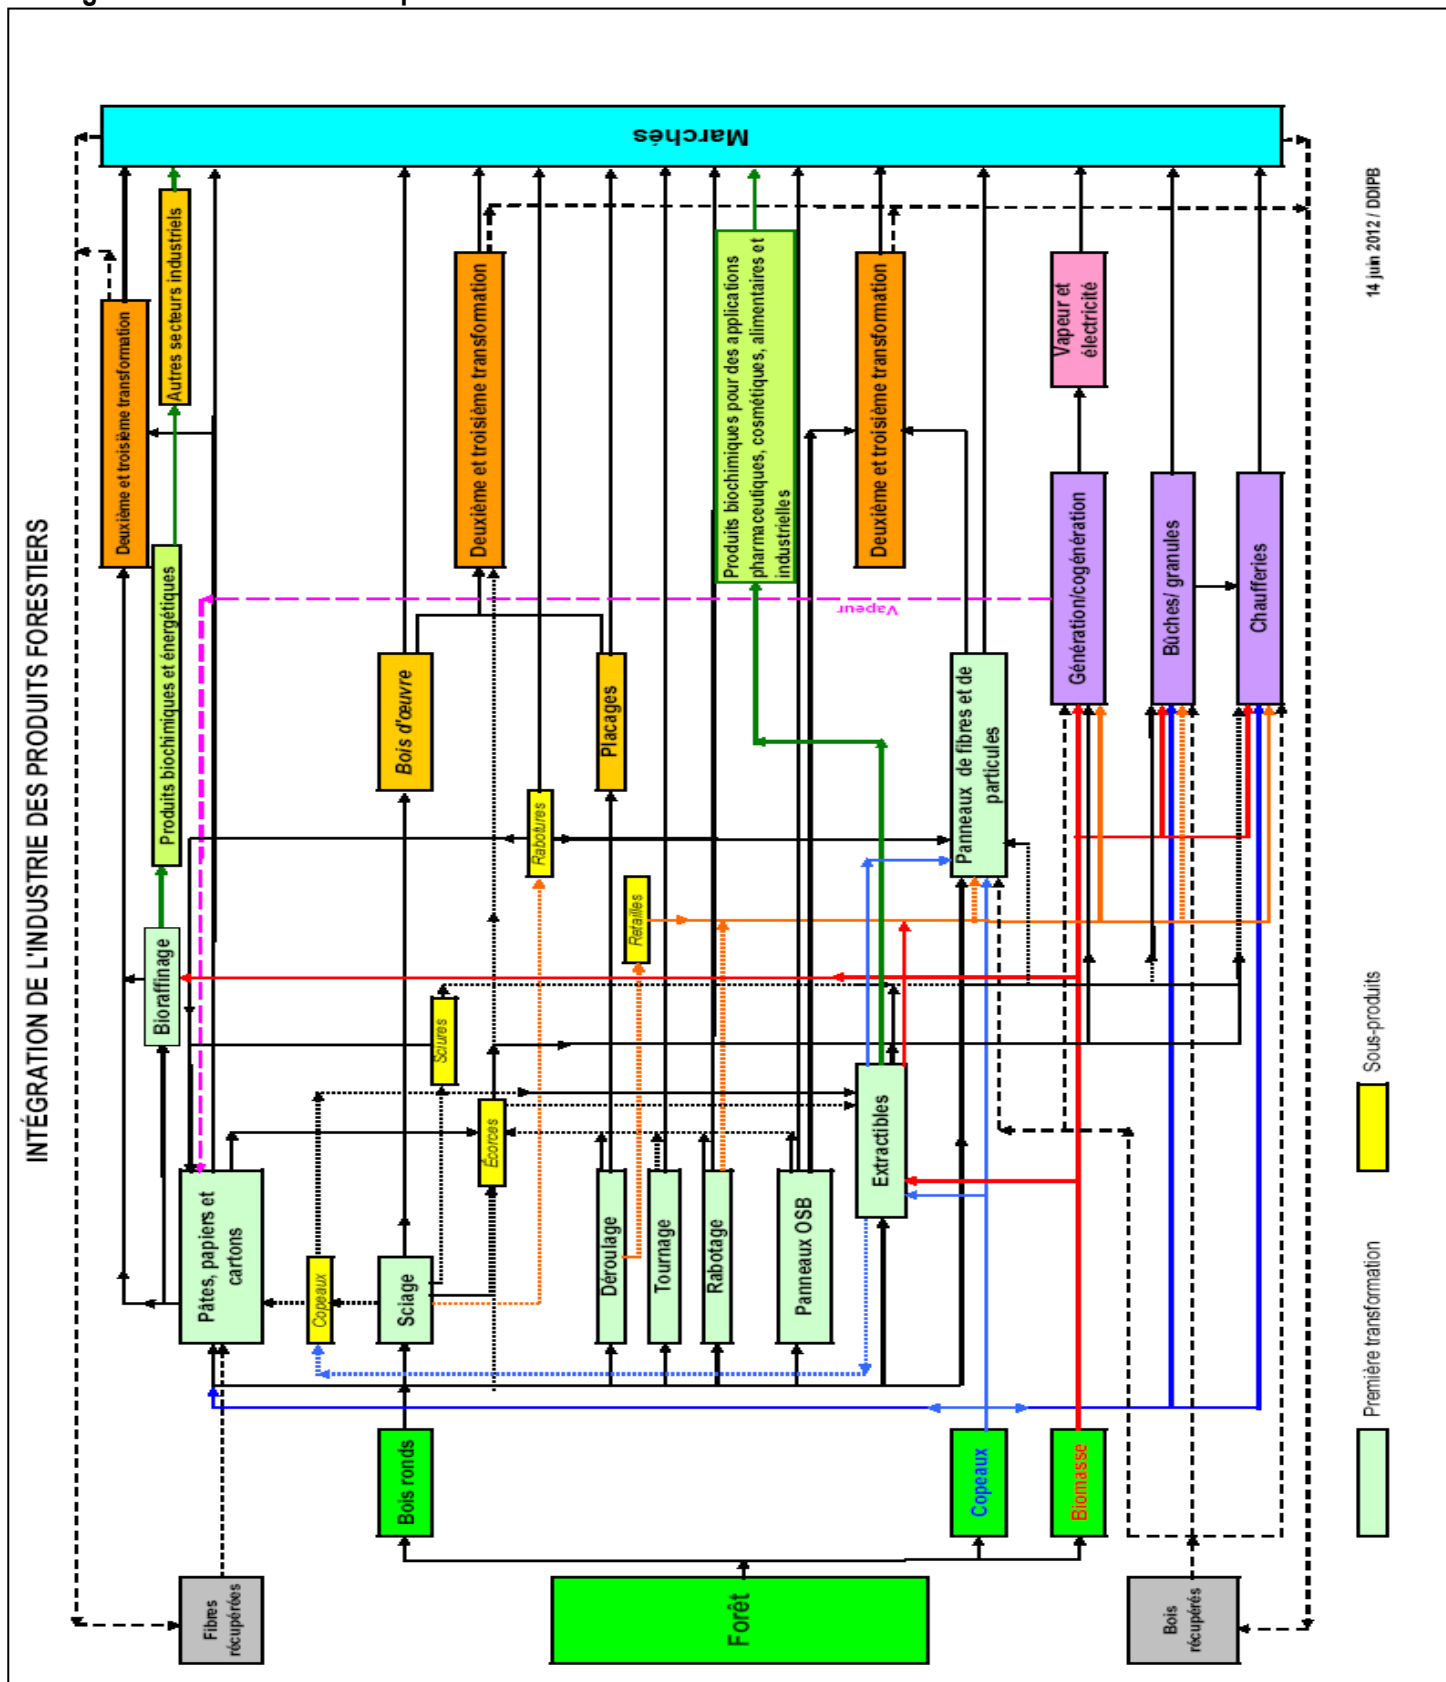 INTÉGRATION DE L'INDUSTRIE DES PRODUITS FORESTIERS
Deuxième et troisième transformation
Fibres
récupérées
Pâtes, papiers et
cartons
Bioraffinage
Produits biochimiques et énergétiques
Autres secteurs industriels
Copeaux
Bois ronds
Sciage
Bois d'œuvre
Sciures
Écorces
Deuxième et troisième transformation
Rabotures
Déroulage
Placages
Retailles
Tournage
Rabotage
Forêt
Marchés
Produits biochimiques pour des applications
pharmaceutiques, cosmétiques, alimentaires et
industrielles
Panneaux OSB
Extractibles
Vapeur
Deuxième et troisième transformation
Copeaux
Panneaux de fibres et de
particules
Biomasse
Génération/cogénération
Vapeur et
électricité
Bois
récupérés
Bûches/ granules
Chaufferies
Première transformation
Sous-produits
14 juin 2012 / DDIPB